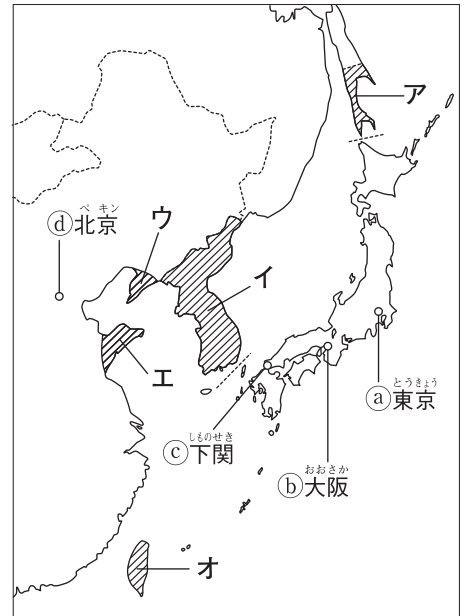 ア
ウ
ペキン
ⓓ北京
イ
エ
とうきょう
ⓐ東京
しものせき
ⓒ下関
おおさか
ⓑ大阪
オ